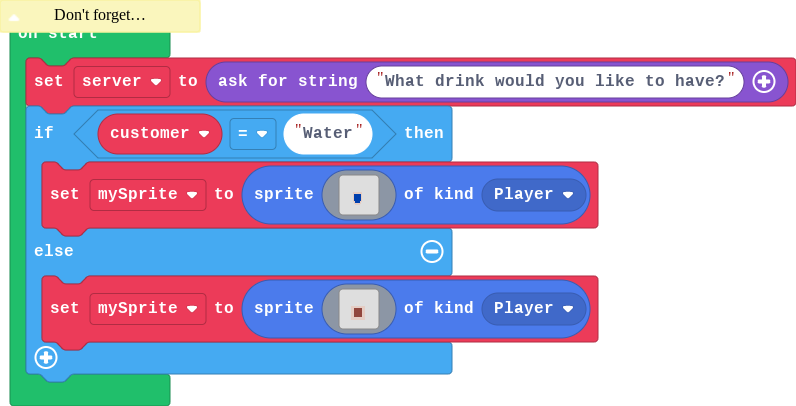 Don't forget…
on start
set server to ask for string "What drink would you like to have?"
if customer = "Water" then
set mySprite to sprite of kind Player
else
set mySprite to sprite of kind Player